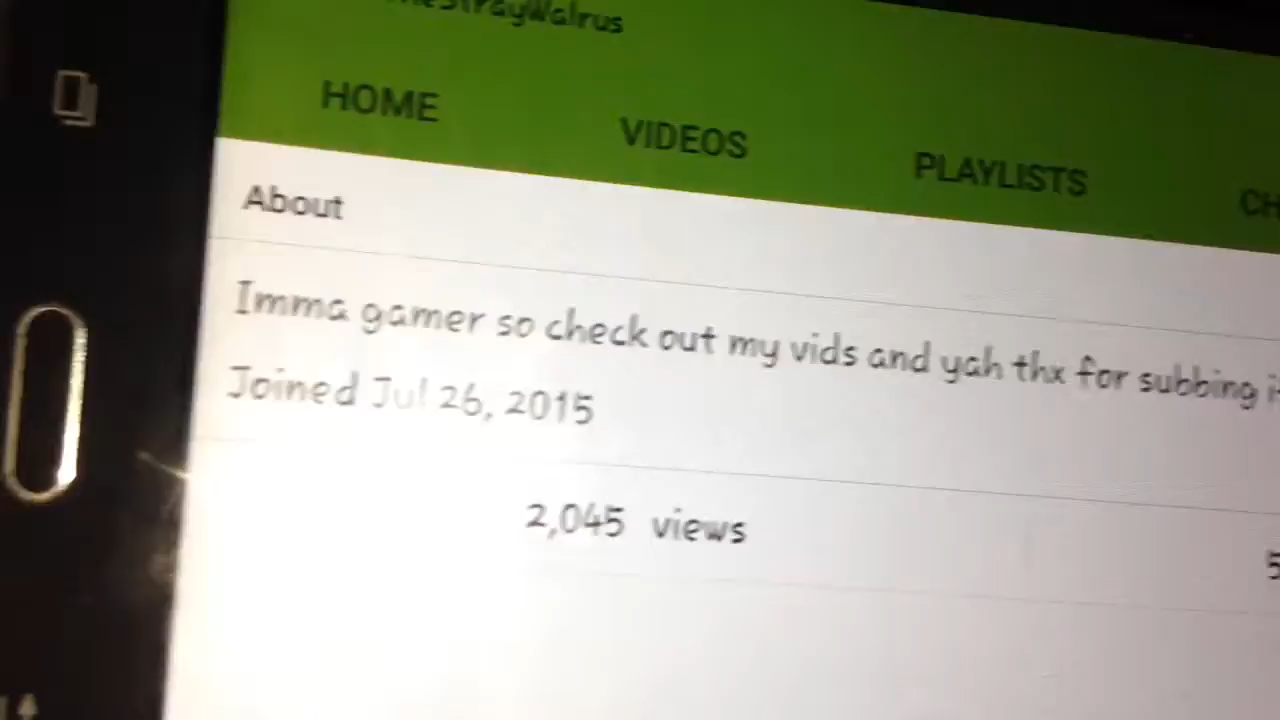 HOME VIDEOS PLAYLISTS
About
Imma gamer so check out my vids and yah thx for subbing
Joined Jul 26, 2015
2,045 views